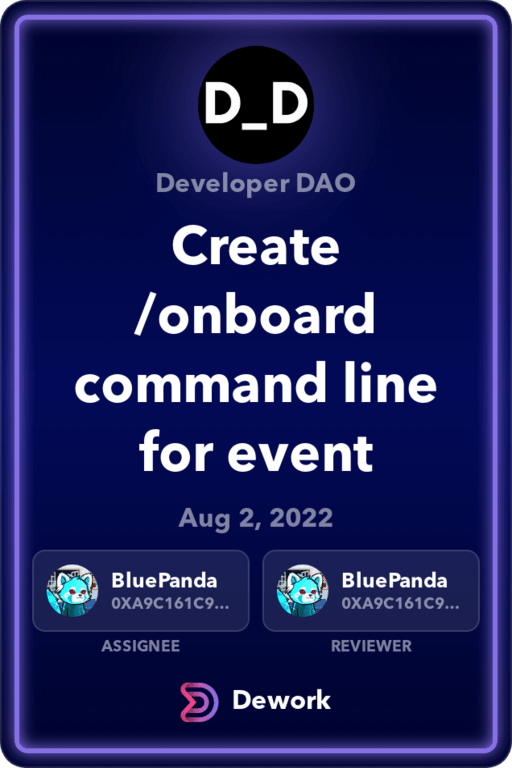 D_D
Developer DAO
Create
/onboard
command line
for event
Aug 2, 2022
BluePanda
0XA9C161C9...
BluePanda
0XA9C161C9...
ASSIGNEE
REVIEWER
Dework